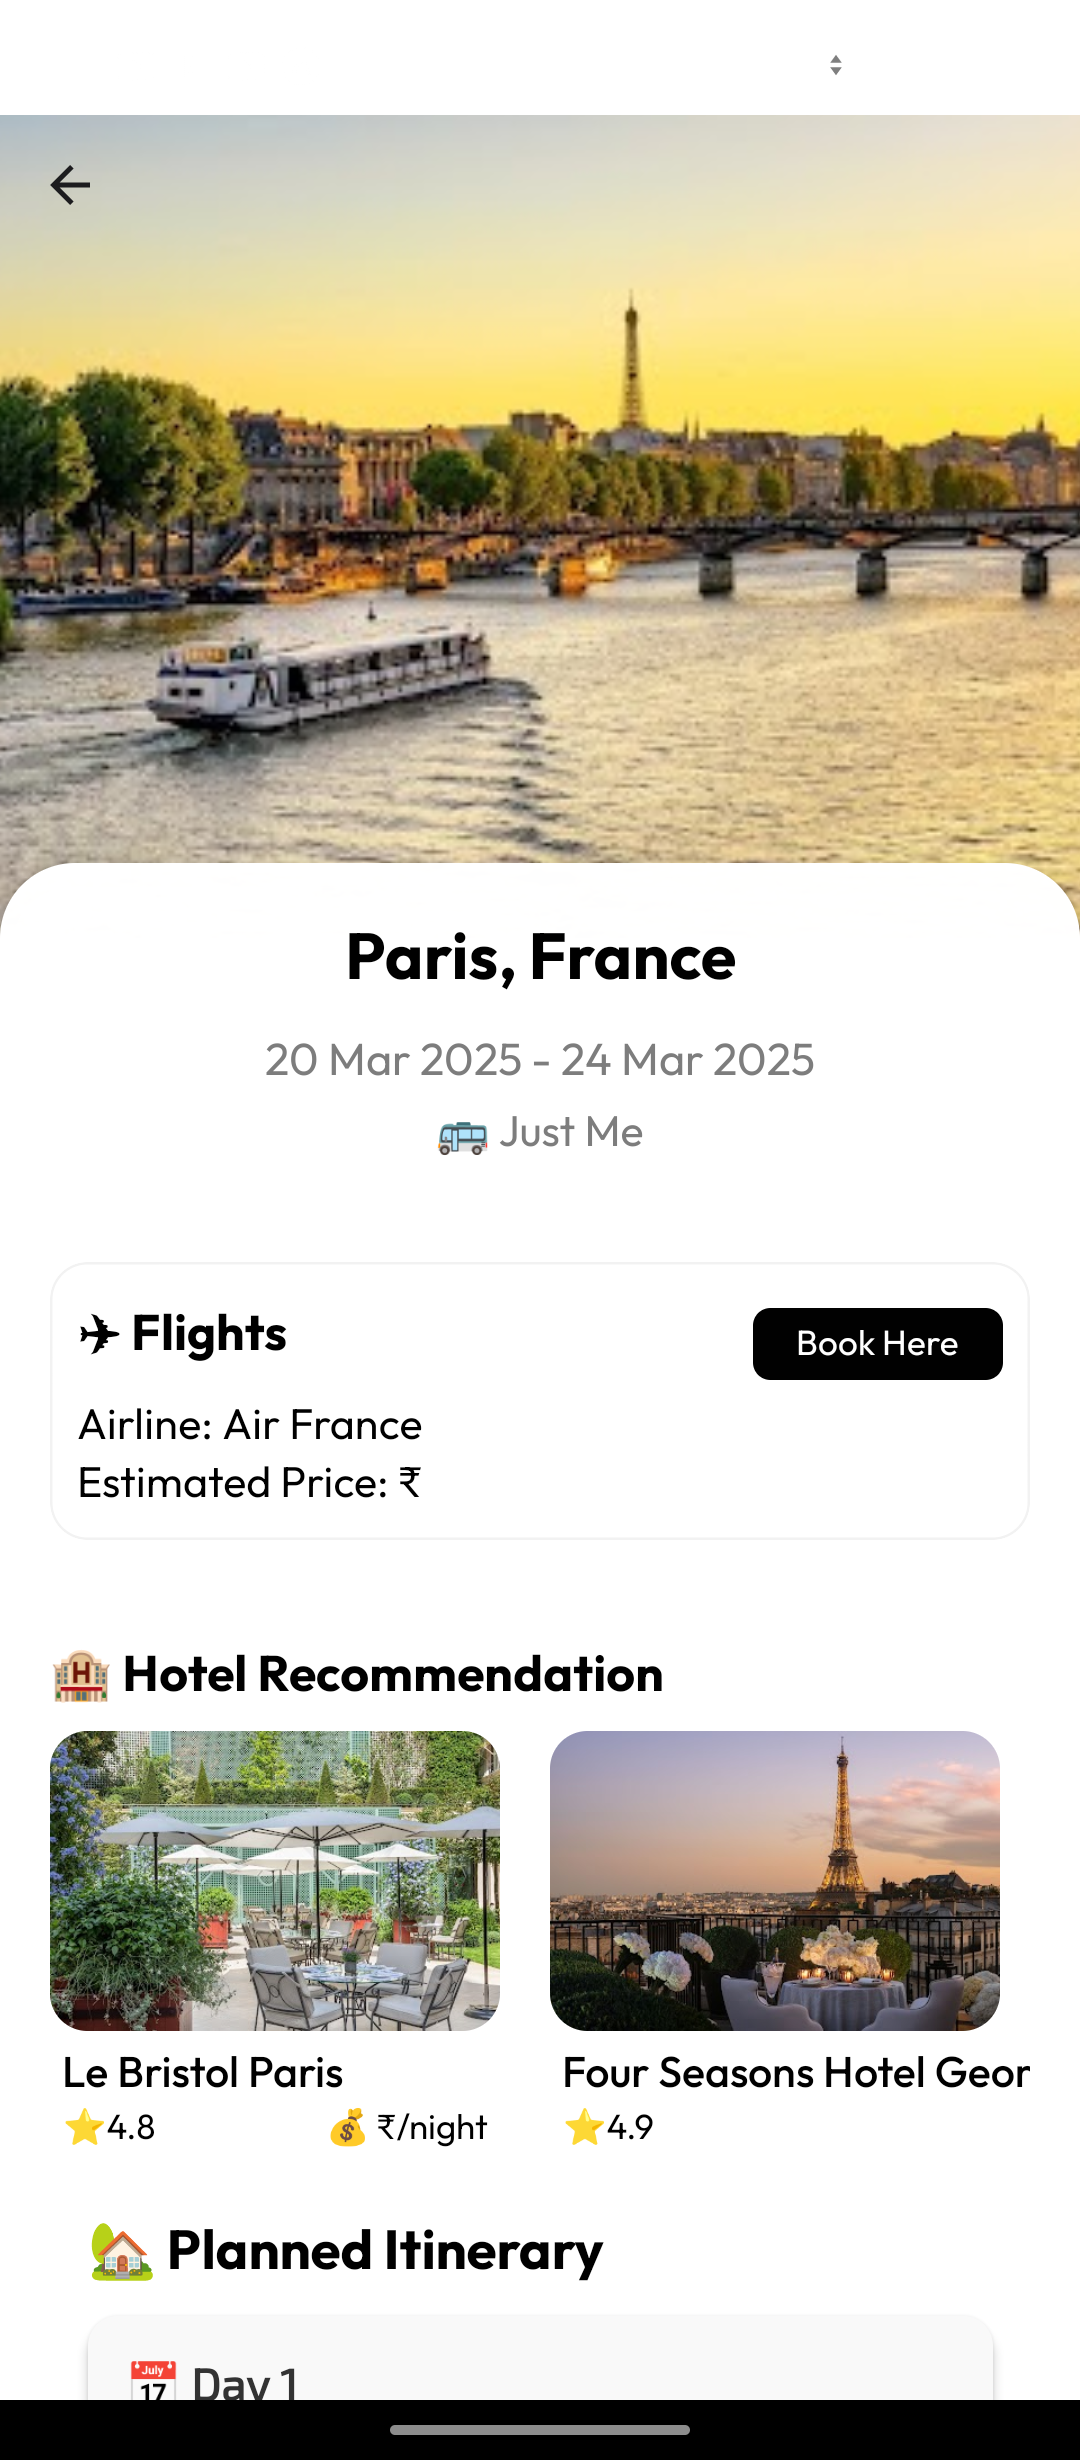 Paris, France
20 Mar 2025 - 24 Mar 2025
🚌 Just Me
✈ Flights
Book Here
Airline: Air France
Estimated Price: ₹
🏨 Hotel Recommendation
Le Bristol Paris
⭐4.8 💰 ₹/night
Four Seasons Hotel Geor
⭐4.9
🏡 Planned Itinerary
📅 Day 1